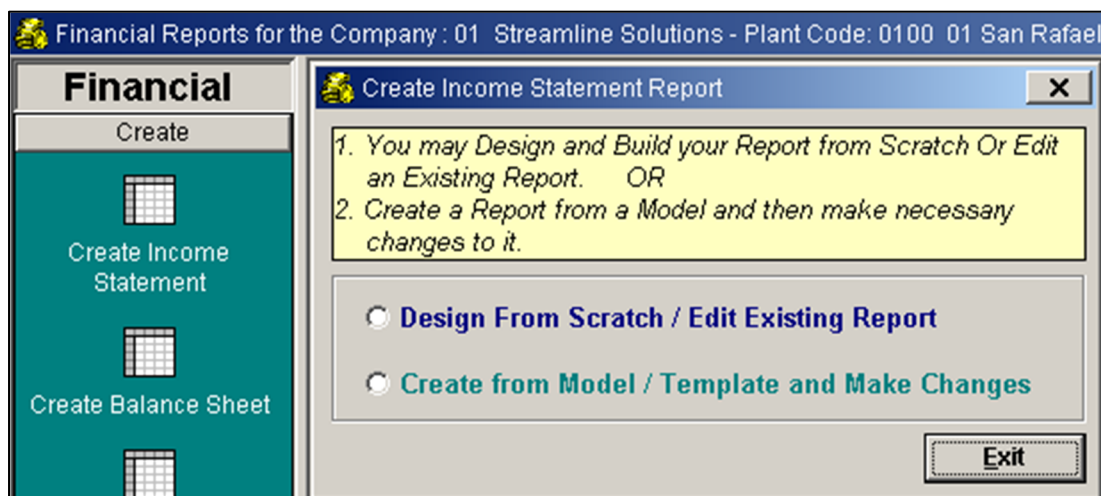 Financial Reports for the Company : 01 Streamline Solutions - Plant Code: 0100 01 San Rafael
Financial
Create
Create Income
Statement
Create Balance Sheet
Create Income Statement Report
1. You may Design and Build your Report from Scratch Or Edit
an Existing Report. OR
2. Create a Report from a Model and then make necessary
changes to it.
Design From Scratch / Edit Existing Report
Create from Model / Template and Make Changes
Exit